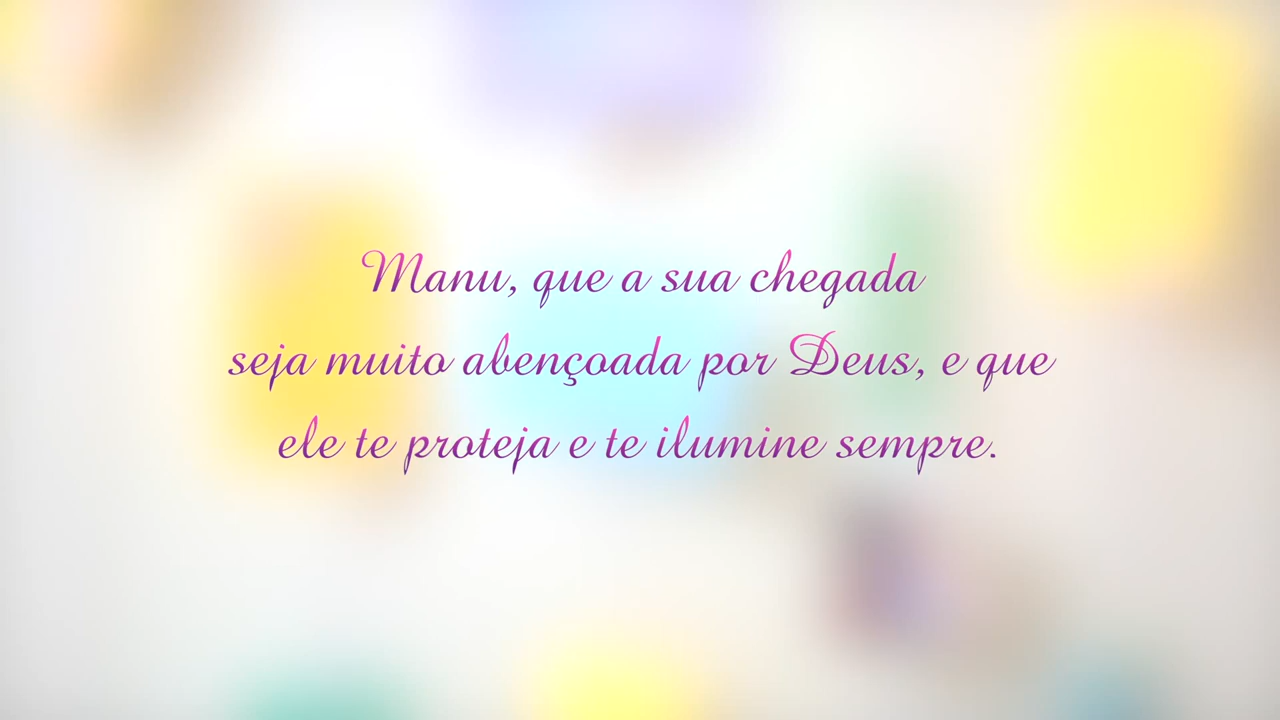 Manu, que a sua chegada
seja muito abençoada por Deus, e que
ele te proteja e te ilumine sempre.